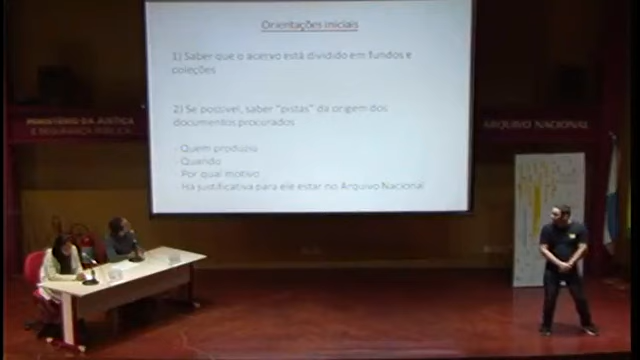 Orientações iniciais
1) Saber que o acervo está dividido em fundos e
coleções
2) Se possível, saber "pistas" da origem dos
documentos procurados
- Quem produziu
- Quando
- Por qual motivo
- Há justificativa para ele estar no Arquivo Nacional
MINISTÉRIO DA JUSTIÇA
E SEGURANÇA PÚBLICA
ARQUIVO NACIONAL